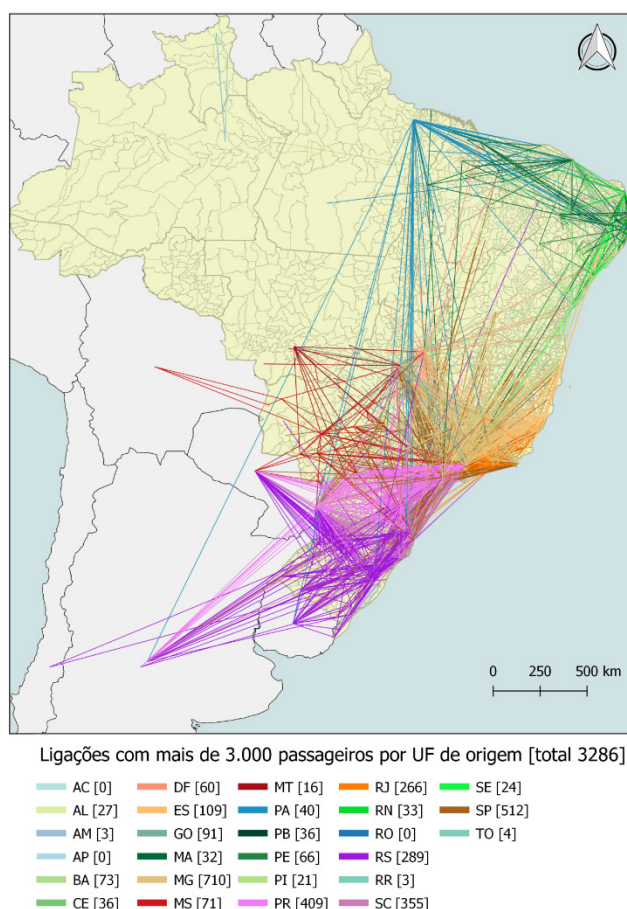 0 250 500 km
Ligações com mais de 3.000 passageiros por UF de origem [total 3286]
AC [0] DF [60] MT [16] RJ [266] SE [24]
AL [27] ES [109] PA [40] RN [33] SP [512]
AM [3] GO [91] PB [36] RO [0] TO [4]
AP [0] MA [32] PE [66] RS [289]
BA [73] MG [710] PI [21] RR [3]
CE [36] MS [71] PR [409] SC [355]